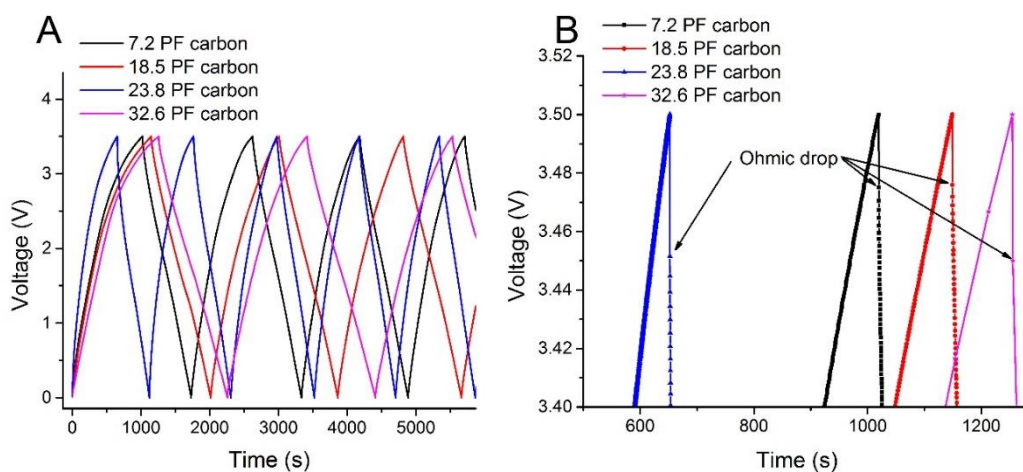 A
7.2 PF carbon
18.5 PF carbon
23.8 PF carbon
32.6 PF carbon
Voltage (V)
4
3
2
1
0
0 1000 2000 3000 4000 5000
Time (s)
B
7.2 PF carbon
18.5 PF carbon
23.8 PF carbon
32.6 PF carbon
Ohmic drop
Voltage (V)
3.52
3.50
3.48
3.46
3.44
3.42
3.40
600 800 1000 1200
Time (s)